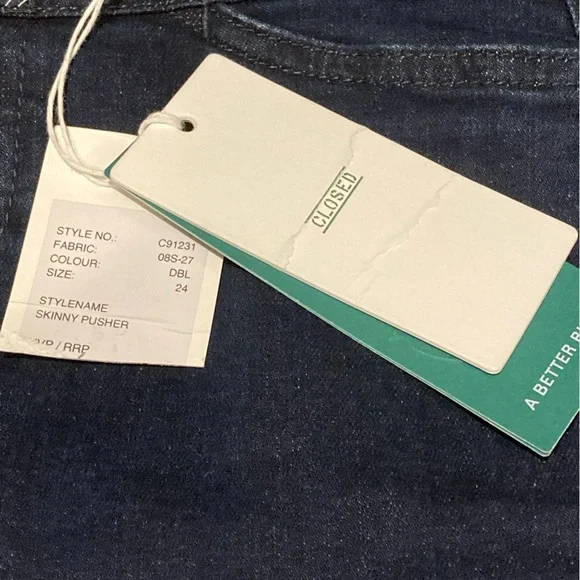 CLOSED
STYLE NO.: C91231
FABRIC: 08S-27
COLOUR: DBL
SIZE: 24
STYLENAME
SKINNY PUSHER
/ RRP
A BETTER